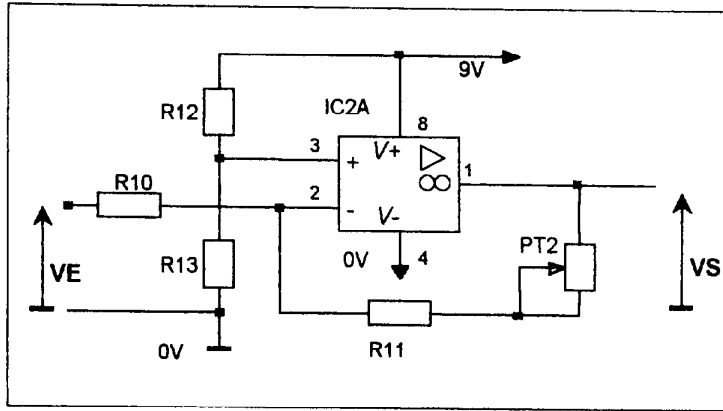 9V
R12
IC2A
8
3
+
V+
▷
∞
1
R10
2
-
V-
VE
R13
0V
4
PT2
VS
0V
R11